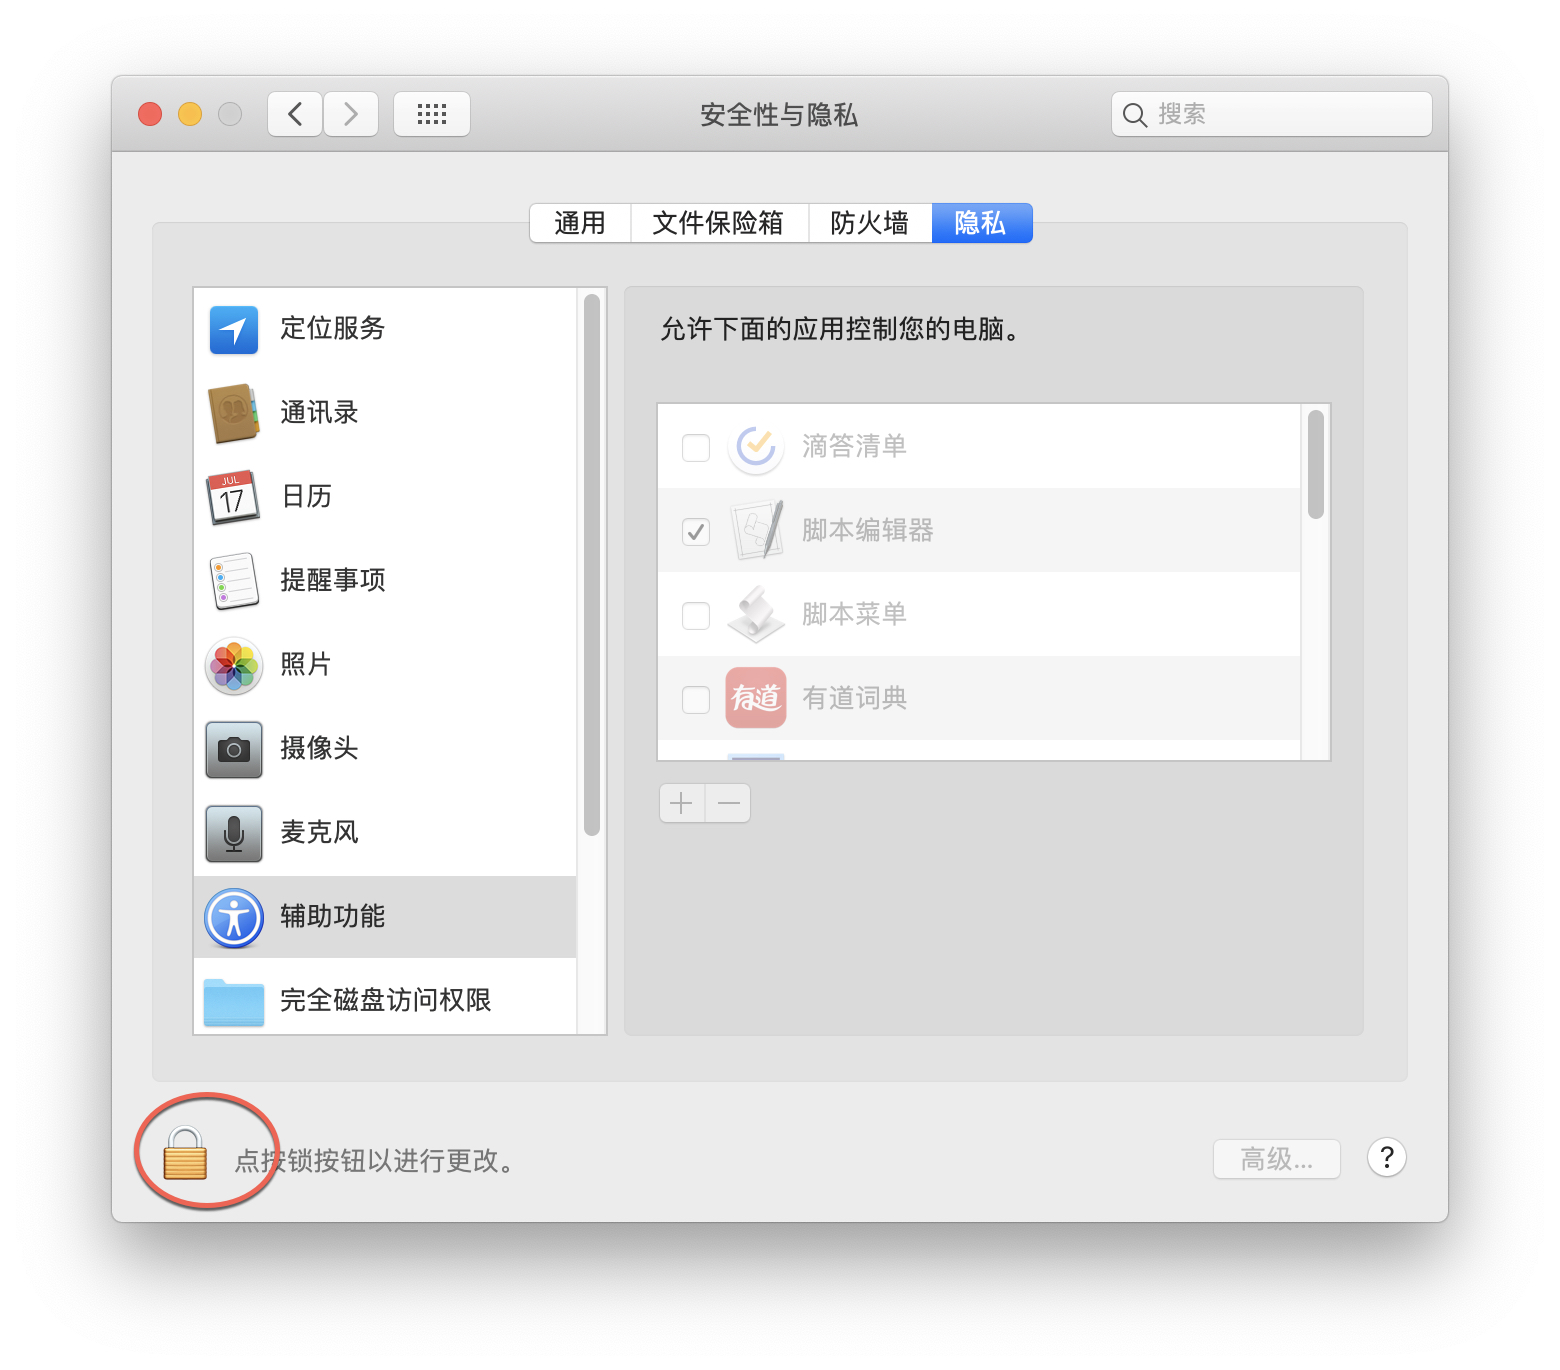 安全性与隐私
搜索
通用
文件保险箱
防火墙
隐私
定位服务
通讯录
JUL
17
日历
提醒事项
照片
摄像头
麦克风
辅助功能
完全磁盘访问权限
允许下面的应用控制您的电脑。
滴答清单
脚本编辑器
脚本菜单
有道
有道词典
点按锁按钮以进行更改。
高级...
?